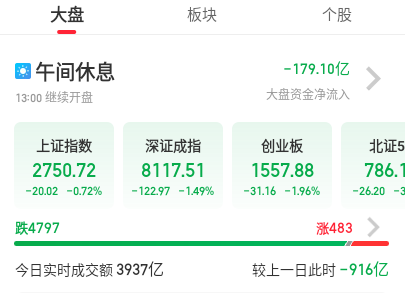 大盘 板块 个股
午间休息 -179.10亿
13:00 继续开盘 大盘资金净流入
上证指数 深证成指 创业板 北证5
2750.72 8117.51 1557.88 786.1
-20.02 -0.72% -122.97 -1.49% -31.16 -1.96% -26.20 -3
跌4797 涨483
今日实时成交额 3937亿 较上一日此时 -916亿